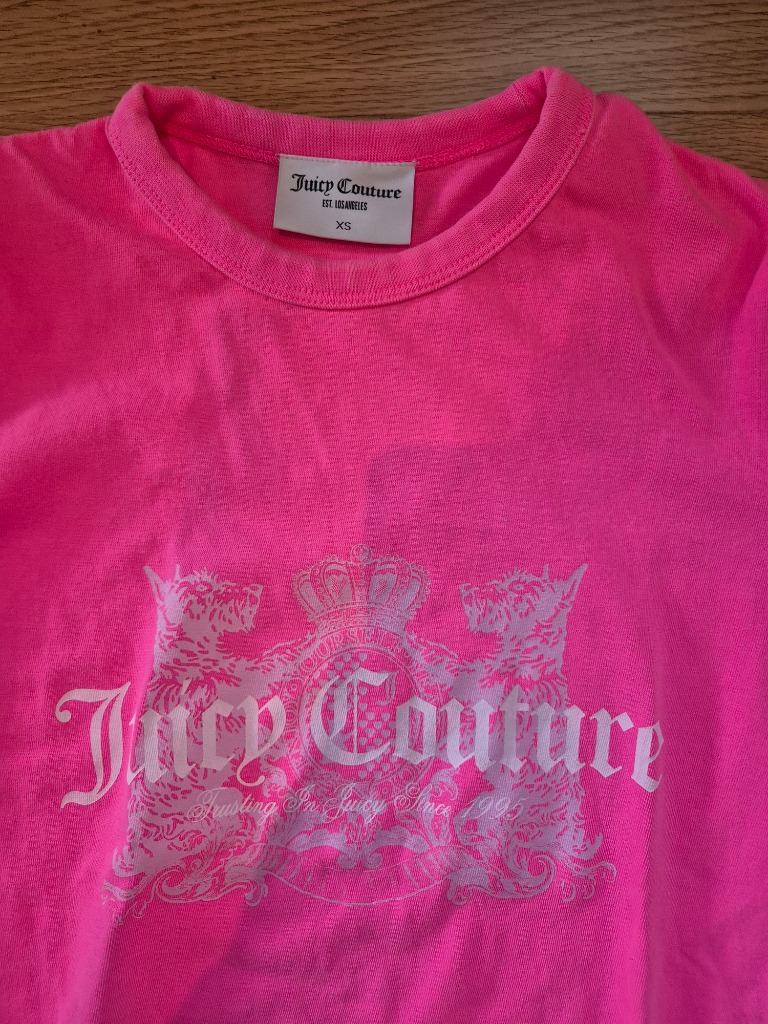 Juicy Couture
EST. LOS ANGELES
XS
Juicy Couture
Trusting In Juicy Since 1995